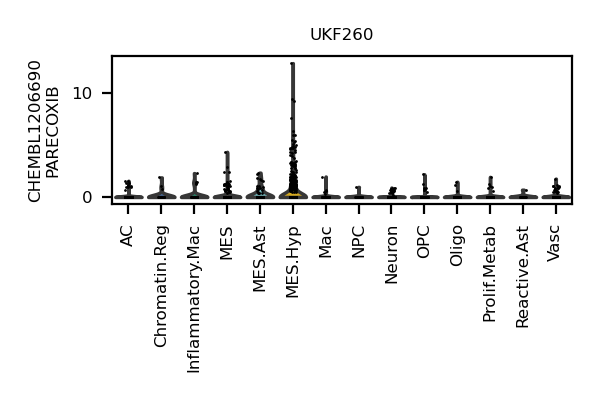 UKF260
CHEMBL1206690
PARECOXIB
10
0
AC
Chromatin.Reg
Inflammatory.Mac
MES
MES.Ast
MES.Hyp
Mac
NPC
Neuron
OPC
Oligo
Prolif.Metab
Reactive.Ast
Vasc